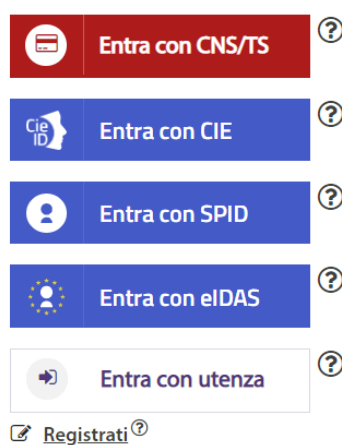 Entra con CNS/TS
?
Cie
ID
Entra con CIE
?
Entra con SPID
?
Entra con eIDAS
?
Entra con utenza
?
Registrati ?